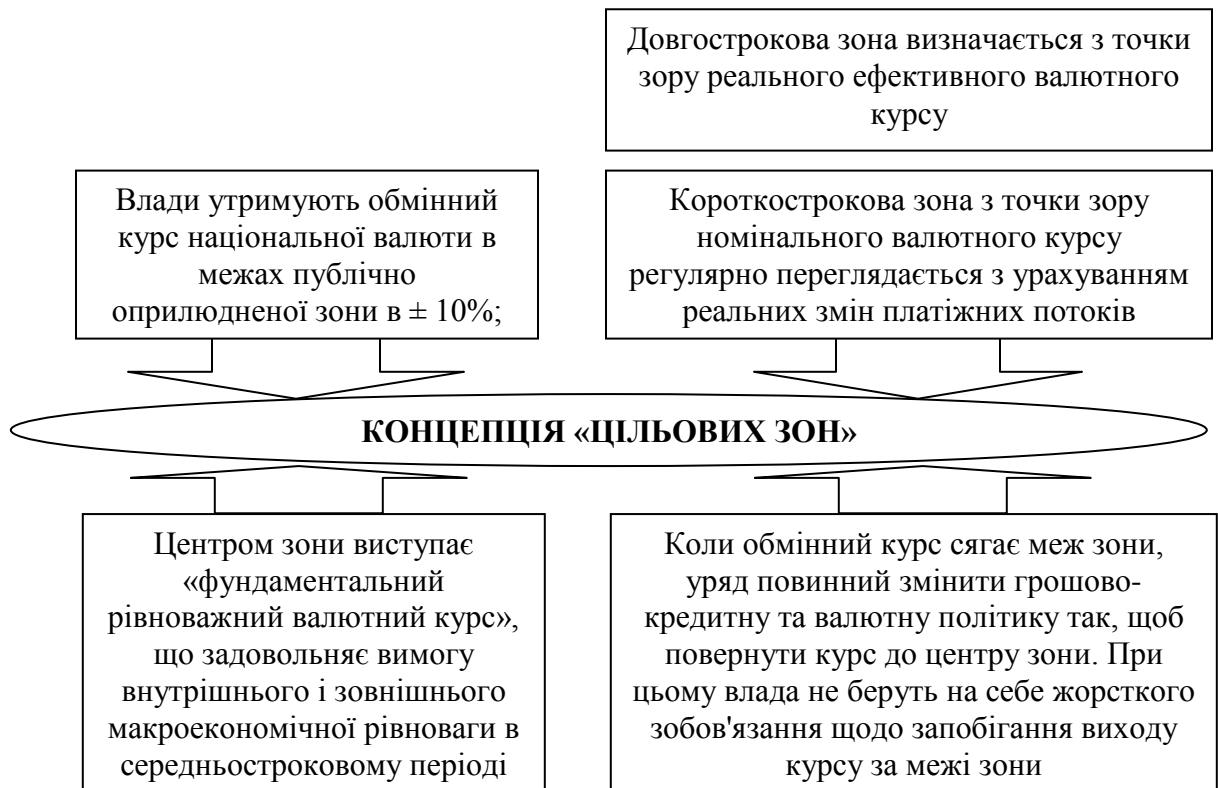 Довгострокова зона визначається з точки
зору реального ефективного валютного
курсу
Влади утримують обмінний
курс національної валюти в
межах публічно
оприлюдненої зони в ± 10%;
Короткострокова зона з точки зору
номінального валютного курсу
регулярно переглядається з урахуванням
реальних змін платіжних потоків
КОНЦЕПЦІЯ «ЦІЛЬОВИХ ЗОН»
Центром зони виступає
«фундаментальний
рівноважний валютний курс»,
що задовольняє вимогу
внутрішнього і зовнішнього
макроекономічної рівноваги в
середньостроковому періоді
Коли обмінний курс сягає меж зони,
уряд повинний змінити грошово-
кредитну та валютну політику так, щоб
повернути курс до центру зони. При
цьому влада не беруть на себе жорсткого
зобов'язання щодо запобігання виходу
курсу за межі зони